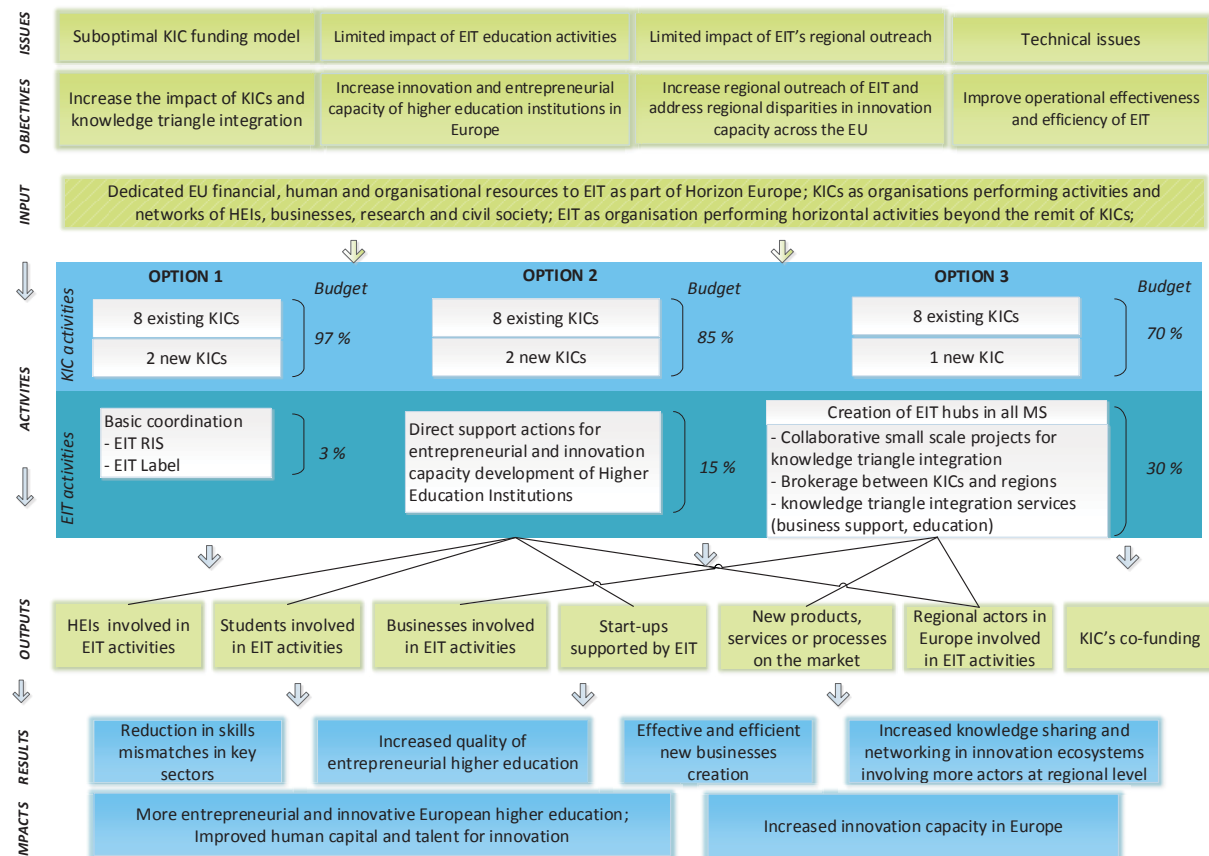 ISSUES
Suboptimal KIC funding model
Limited impact of EIT education activities
Limited impact of EIT's regional outreach
Technical issues
OBJECTIVES
Increase the impact of KICs and
knowledge triangle integration
Increase innovation and entrepreneurial
capacity of higher education institutions in
Europe
Increase regional outreach of EIT and
address regional disparities in innovation
capacity across the EU
Improve operational effectiveness
and efficiency of EIT
INPUT
Dedicated EU financial, human and organisational resources to EIT as part of Horizon Europe; KICs as organisations performing activities and
networks of HEIs, businesses, research and civil society; EIT as organisation performing horizontal activities beyond the remit of KICs;
ACTIVITES
KIC activities
OPTION 1
Budget
8 existing KICs
2 new KICs
97 %
OPTION 2
Budget
8 existing KICs
2 new KICs
85 %
OPTION 3
Budget
8 existing KICs
1 new KIC
70 %
EIT activities
Basic coordination
- EIT RIS
- EIT Label
3 %
Direct support actions for
entrepreneurial and innovation
capacity development of Higher
Education Institutions
15 %
Creation of EIT hubs in all MS
- Collaborative small scale projects for
knowledge triangle integration
- Brokerage between KICs and regions
- knowledge triangle integration services
(business support, education)
30 %
OUTPUTS
HEIs involved in
EIT activities
Students involved
in EIT activities
Businesses involved
in EIT activities
Start-ups
supported by EIT
New products,
services or processes
on the market
Regional actors in
Europe involved
in EIT activities
KIC's co-funding
RESULTS
Reduction in skills
mismatches in key
sectors
Increased quality of
entrepreneurial higher education
Effective and efficient
new businesses
creation
Increased knowledge sharing and
networking in innovation ecosystems
involving more actors at regional level
MPACTS
More entrepreneurial and innovative European higher education;
Improved human capital and talent for innovation
Increased innovation capacity in Europe